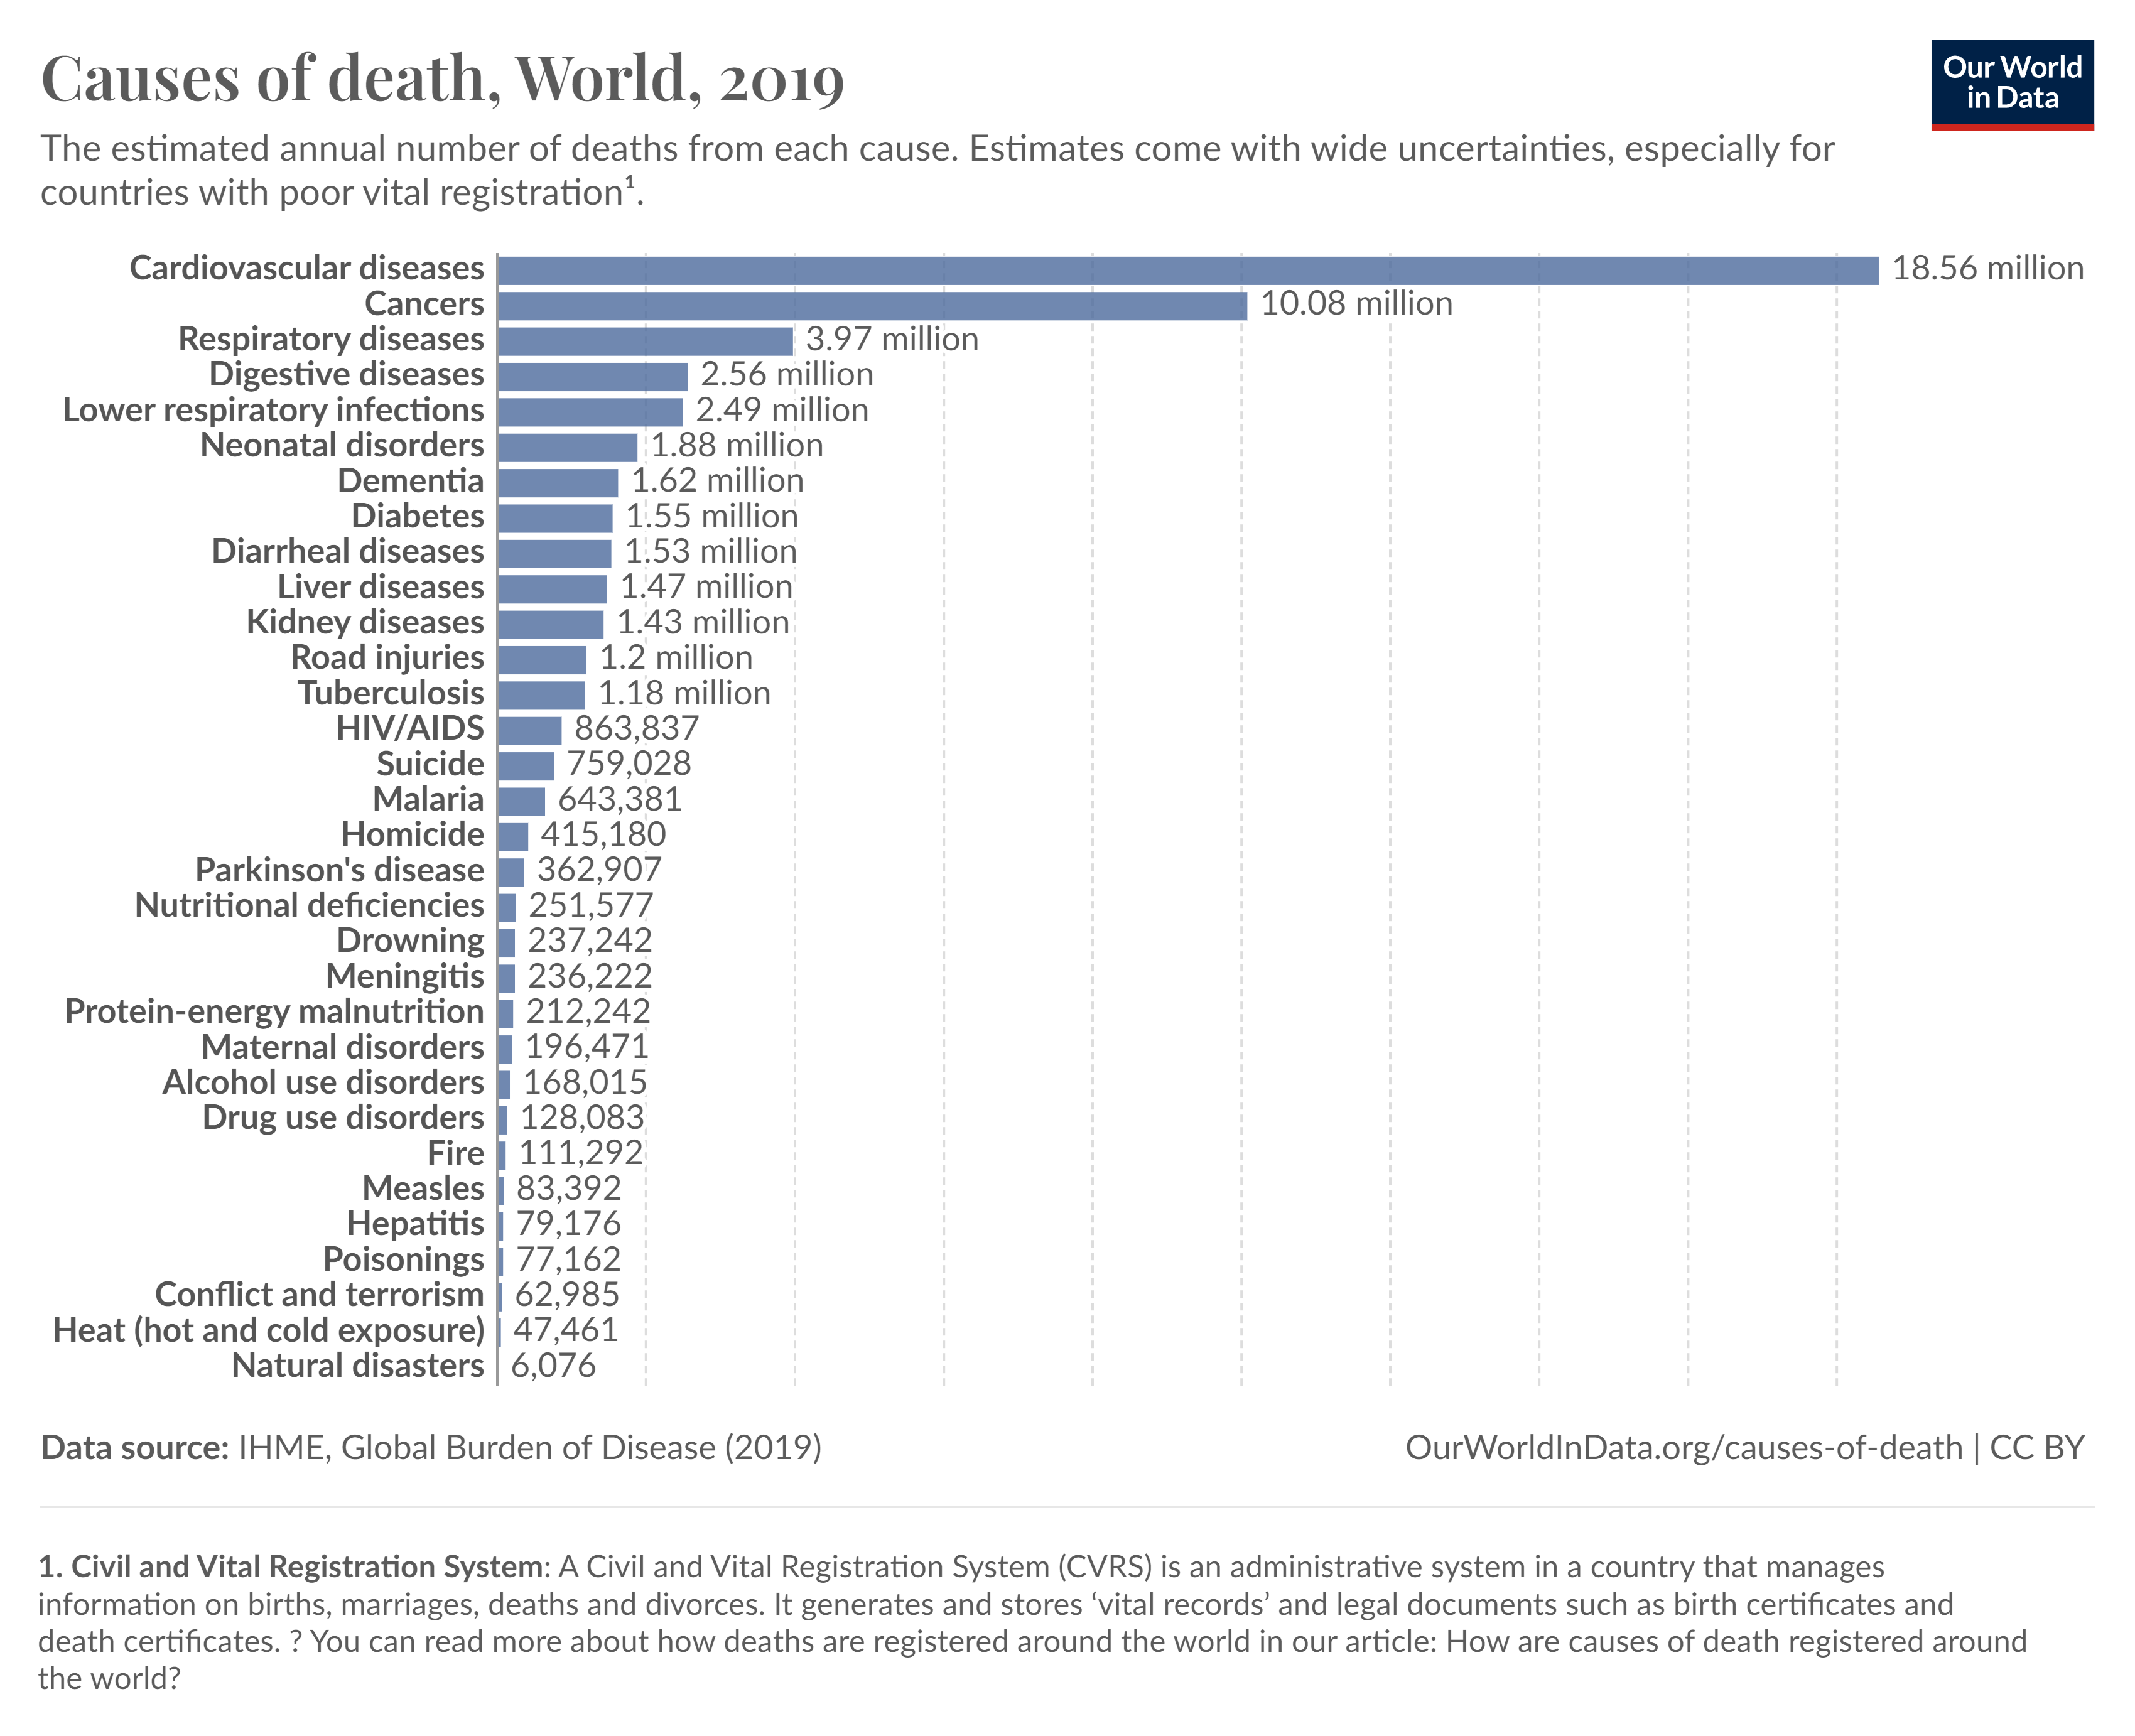 Causes of death, World, 2019
Our World
in Data
The estimated annual number of deaths from each cause. Estimates come with wide uncertainties, especially for
countries with poor vital registration¹.
Cardiovascular diseases 18.56 million
Cancers 10.08 million
Respiratory diseases 3.97 million
Digestive diseases 2.56 million
Lower respiratory infections 2.49 million
Neonatal disorders 1.88 million
Dementia 1.62 million
Diabetes 1.55 million
Diarrheal diseases 1.53 million
Liver diseases 1.47 million
Kidney diseases 1.43 million
Road injuries 1.2 million
Tuberculosis 1.18 million
HIV/AIDS 863,837
Suicide 759,028
Malaria 643,381
Homicide 415,180
Parkinson's disease 362,907
Nutritional deficiencies 251,577
Drowning 237,242
Meningitis 236,222
Protein-energy malnutrition 212,242
Maternal disorders 196,471
Alcohol use disorders 168,015
Drug use disorders 128,083
Fire 111,292
Measles 83,392
Hepatitis 79,176
Poisonings 77,162
Conflict and terrorism 62,985
Heat (hot and cold exposure) 47,461
Natural disasters 6,076
Data source: IHME, Global Burden of Disease (2019)
OurWorldInData.org/causes-of-death | CC BY
1. Civil and Vital Registration System: A Civil and Vital Registration System (CVRS) is an administrative system in a country that manages
information on births, marriages, deaths and divorces. It generates and stores ‘vital records’ and legal documents such as birth certificates and
death certificates. ? You can read more about how deaths are registered around the world in our article: How are causes of death registered around
the world?